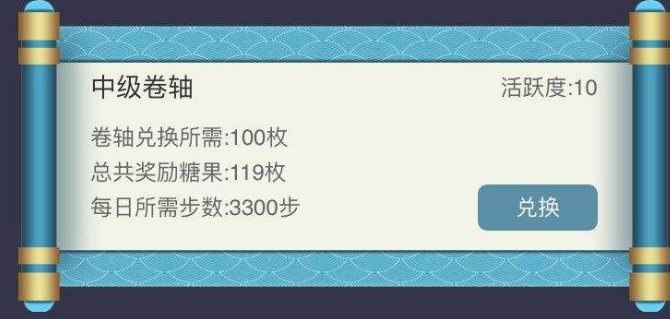 中级卷轴 活跃度:10
卷轴兑换所需:100枚
总共奖励糖果:119枚
每日所需步数:3300步
兑换